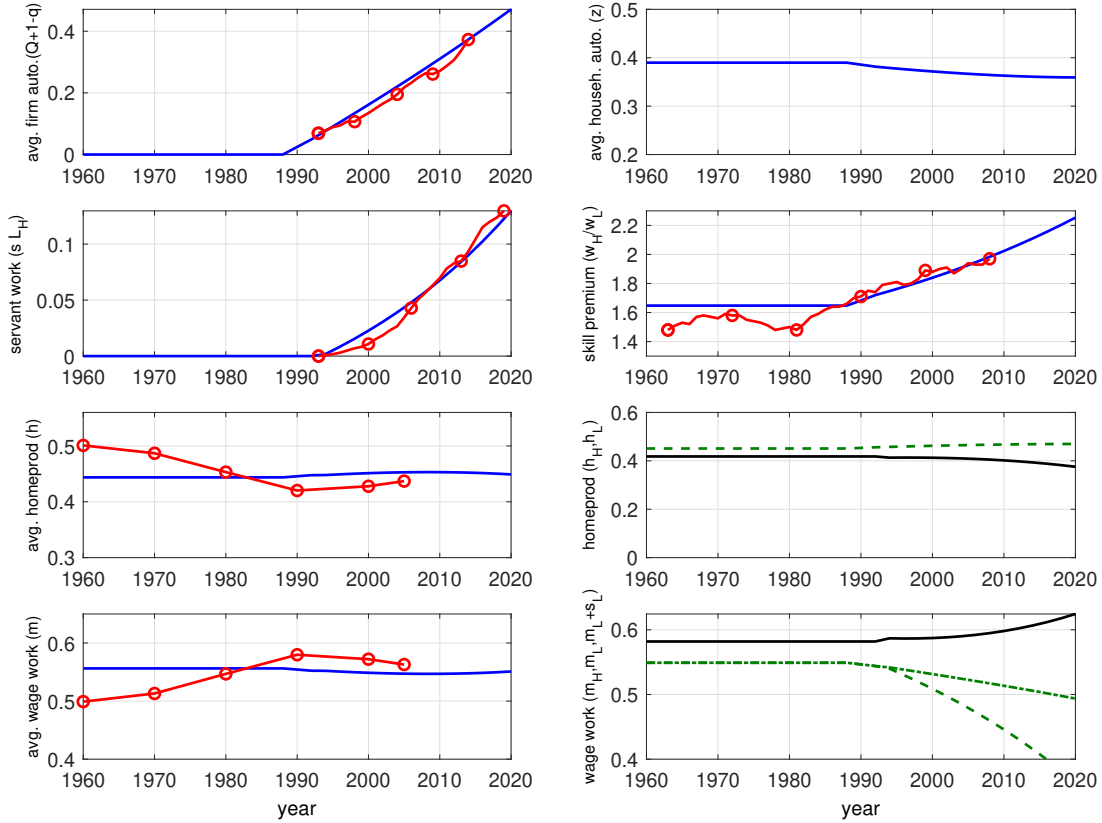 avg. firm auto.(Q+1-q)
0.4
0.2
0
1960 1970 1980 1990 2000 2010 2020
avg. househ. auto. (z)
0.5
0.4
0.3
0.2
1960 1970 1980 1990 2000 2010 2020
servant work (s L_H)
0.1
0.05
0
1960 1970 1980 1990 2000 2010 2020
skill premium (w_H/w_L)
2.2
2
1.8
1.6
1.4
1960 1970 1980 1990 2000 2010 2020
avg. homeprod (h)
0.5
0.4
0.3
1960 1970 1980 1990 2000 2010 2020
homeprod (h_H,h_L)
0.6
0.4
0.2
0
1960 1970 1980 1990 2000 2010 2020
avg. wage work (m)
0.6
0.5
0.4
1960 1970 1980 1990 2000 2010 2020
year
wage work (m_H,m_L,m_L+s_L)
0.6
0.5
0.4
1960 1970 1980 1990 2000 2010 2020
year